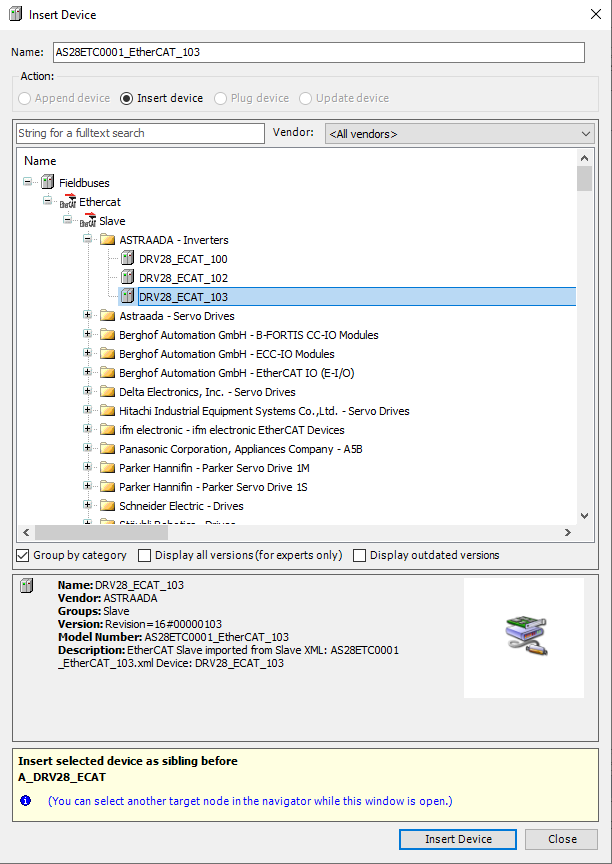 Insert Device
Name: AS28ETC0001_EtherCAT_103
Action:
Append device Insert device Plug device Update device
String for a fulltext search Vendor: <All vendors>
Name
Fieldbuses
Ethercat
Slave
ASTRAADA - Inverters
DRV28_ECAT_100
DRV28_ECAT_102
DRV28_ECAT_103
Astraada - Servo Drives
Berghof Automation GmbH - B-FORTIS CC-IO Modules
Berghof Automation GmbH - ECC-IO Modules
Berghof Automation GmbH - EtherCAT IO (E-I/O)
Delta Electronics, Inc. - Servo Drives
Hitachi Industrial Equipment Systems Co.,Ltd. - Servo Drives
ifm electronic - ifm electronic EtherCAT Devices
Panasonic Corporation, Appliances Company - A5B
Parker Hannifin - Parker Servo Drive 1M
Parker Hannifin - Parker Servo Drive 1S
Schneider Electric - Drives
Stäubli Robotics - Drives
Group by category Display all versions (for experts only) Display outdated versions
Name: DRV28_ECAT_103
Vendor: ASTRAADA
Groups: Slave
Version: Revision=16#00000103
Model Number: AS28ETC0001_EtherCAT_103
Description: EtherCAT Slave imported from Slave XML: AS28ETC0001
_EtherCAT_103.xml Device: DRV28_ECAT_103
Insert selected device as sibling before
A_DRV28_ECAT
(You can select another target node in the navigator while this window is open.)
Insert Device Close